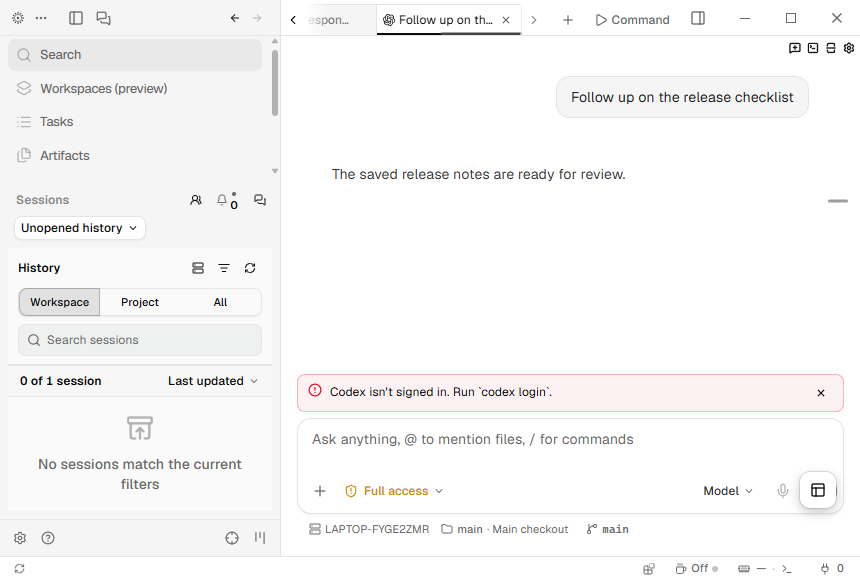 espon...
Follow up on th...
Command
Search
Workspaces (preview)
Tasks
Artifacts
Sessions
0
Unopened history
History
Workspace
Project
All
Search sessions
0 of 1 session
Last updated
No sessions match the current
filters
Follow up on the release checklist
The saved release notes are ready for review.
Codex isn't signed in. Run `codex login`.
Ask anything, @ to mention files, / for commands
Full access
Model
LAPTOP-FYGE2ZMR
main · Main checkout
main
Off
0